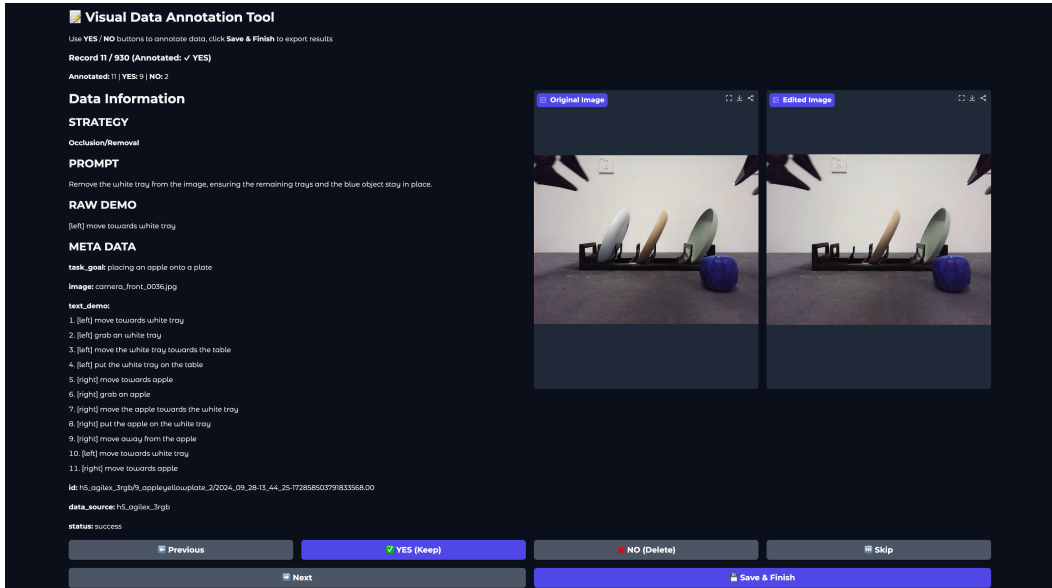 📝 Visual Data Annotation Tool
Use YES / NO buttons to annotate data, click Save & Finish to export results
Record 11 / 930 (Annotated: ✓ YES)
Annotated: 11 | YES: 9 | NO: 2
Data Information
STRATEGY
Occlusion/Removal
PROMPT
Remove the white tray from the image, ensuring the remaining trays and the blue object stay in place.
RAW DEMO
[left] move towards white tray
META DATA
task_goal: placing an apple onto a plate
image: camera_front_0036.jpg
text_demo:
1. [left] move towards white tray
2. [left] grab an white tray
3. [left] move the white tray towards the table
4. [left] put the white tray on the table
5. [right] move towards apple
6. [right] grab an apple
7. [right] move the apple towards the white tray
8. [right] put the apple on the white tray
9. [right] move away from the apple
10. [left] move towards white tray
11. [right] move towards apple
id: h5_agilex_3rgb/9_appleyellowplate_2/2024_09_28-13_44_25-172858503791833568.00
data_source: h5_agilex_3rgb
status: success
Original Image
Edited Image
Previous
YES (Keep)
NO (Delete)
Skip
Next
Save & Finish